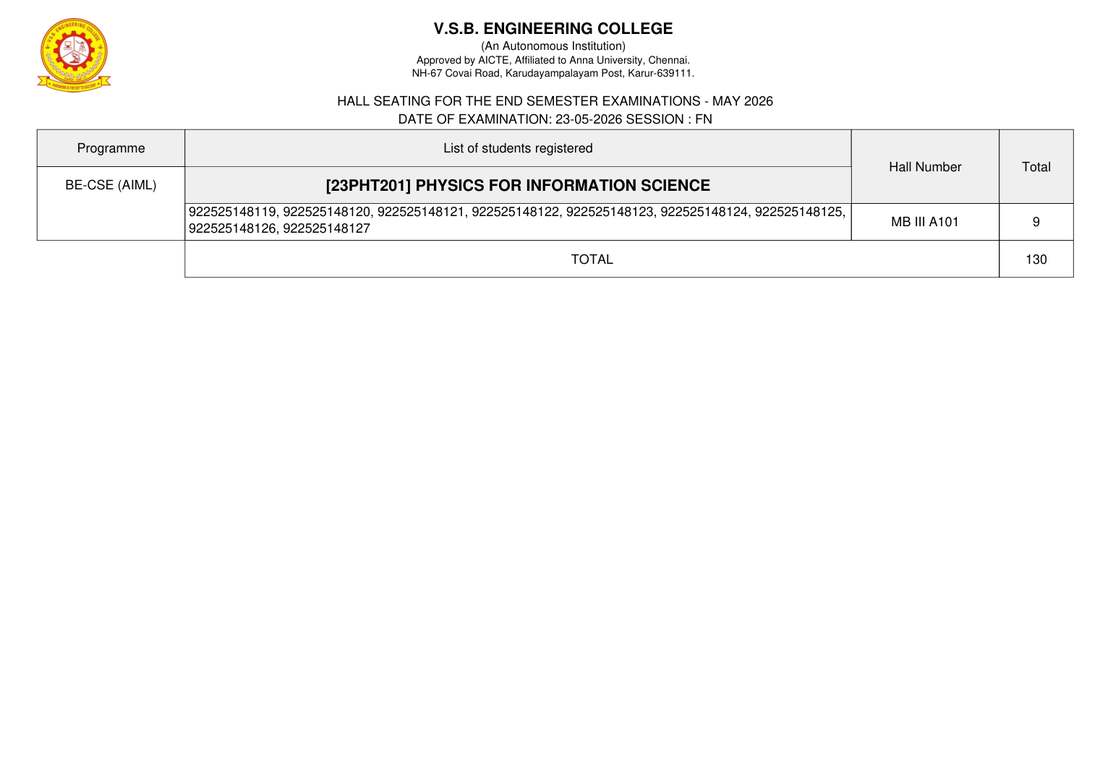 V.S.B. ENGINEERING COLLEGE
(An Autonomous Institution)
Approved by AICTE, Affiliated to Anna University, Chennai.
NH-67 Covai Road, Karudayampalayam Post, Karur-639111.
HALL SEATING FOR THE END SEMESTER EXAMINATIONS - MAY 2026
DATE OF EXAMINATION: 23-05-2026 SESSION : FN
Programme
List of students registered
Hall Number
Total
BE-CSE (AIML)
[23PHT201] PHYSICS FOR INFORMATION SCIENCE
922525148119, 922525148120, 922525148121, 922525148122, 922525148123, 922525148124, 922525148125,
922525148126, 922525148127
MB III A101
9
TOTAL
130